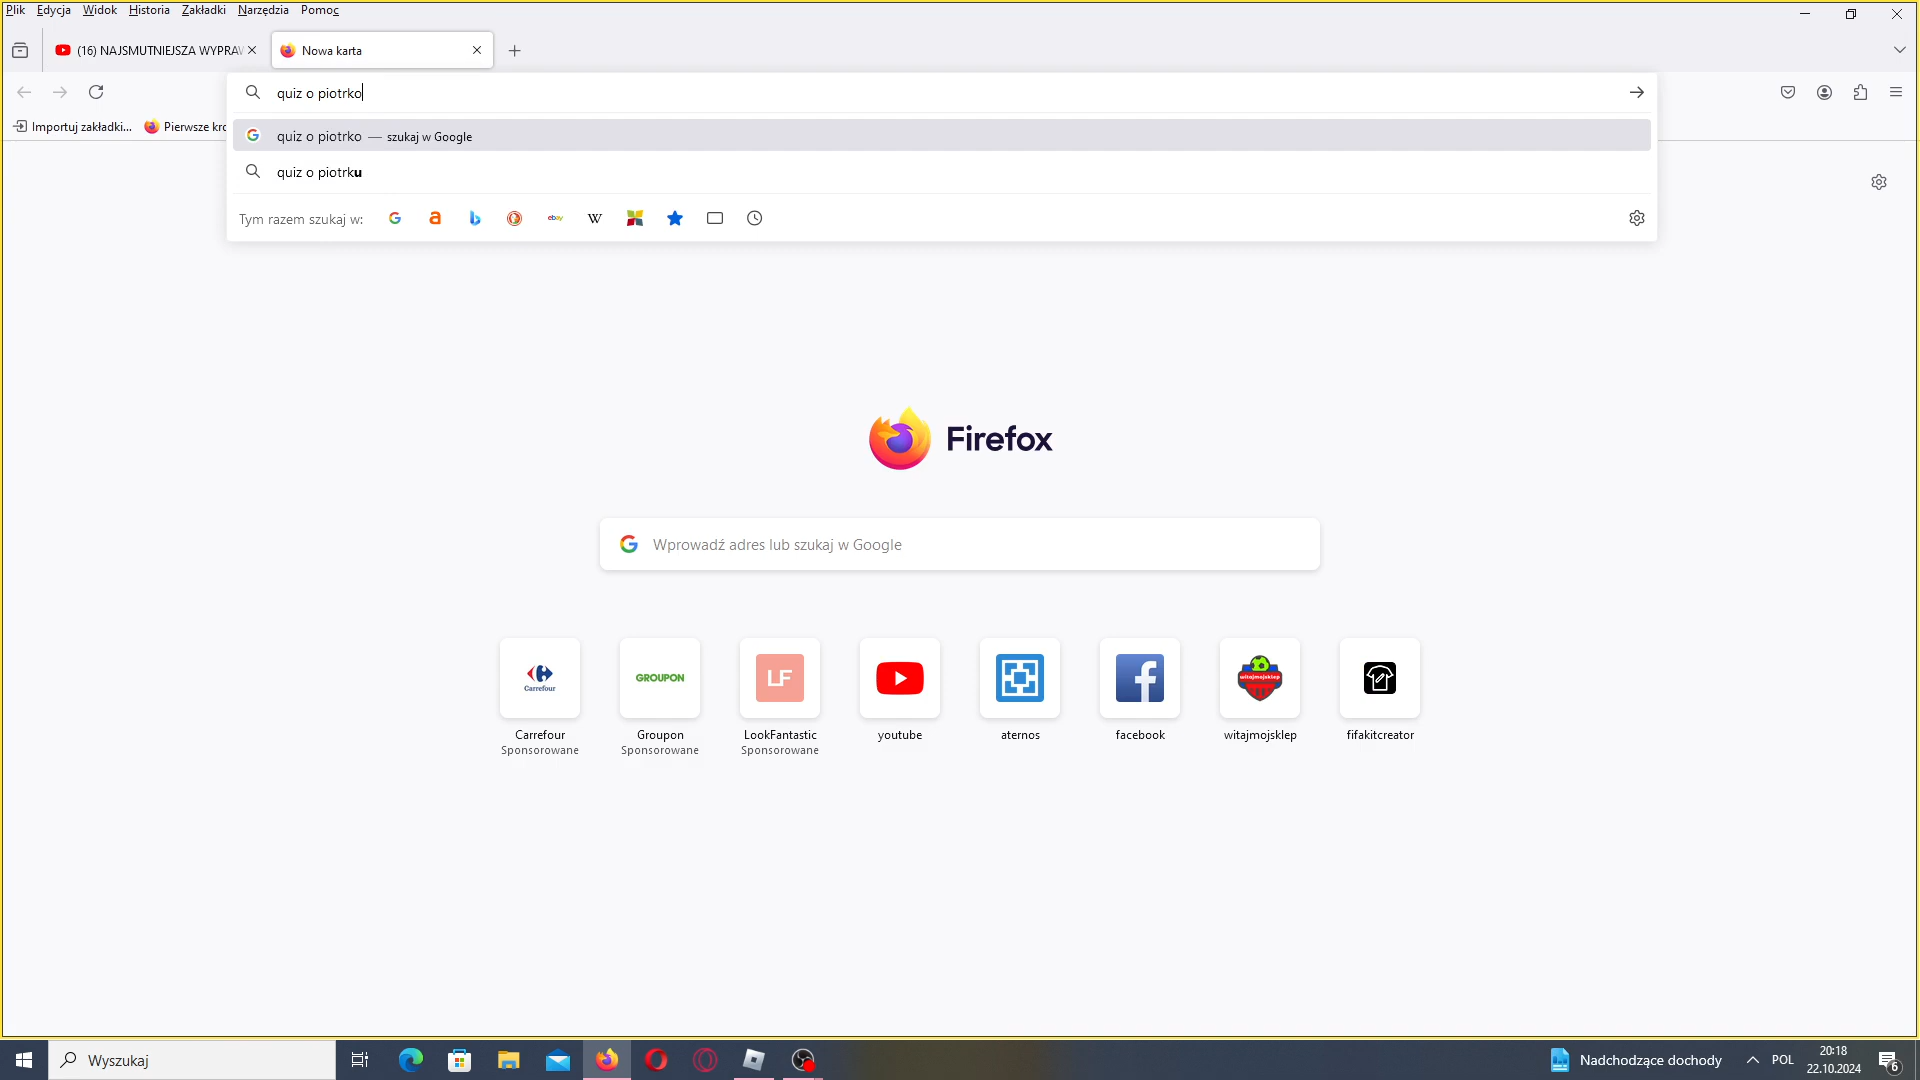 Plik Edycja Widok Historia Zakładki Narzędzia Pomoc
(16) NAJSMUTNIEJSZA WYPRAW
Nowa karta
quiz o piotrko
Importuj zakładki...
Pierwsze kro
quiz o piotrko — szukaj w Google
quiz o piotrku
Tym razem szukaj w:
a
b
ebay
W
Firefox
Wprowadź adres lub szukaj w Google
Carrefour
GROUPON
LF
witajmojsklep
Carrefour
Sponsorowane
Groupon
Sponsorowane
LookFantastic
Sponsorowane
youtube
aternos
facebook
witajmojsklep
fifakitcreator
Wyszukaj
Nadchodzące dochody
POL
20:18
22.10.2024
6